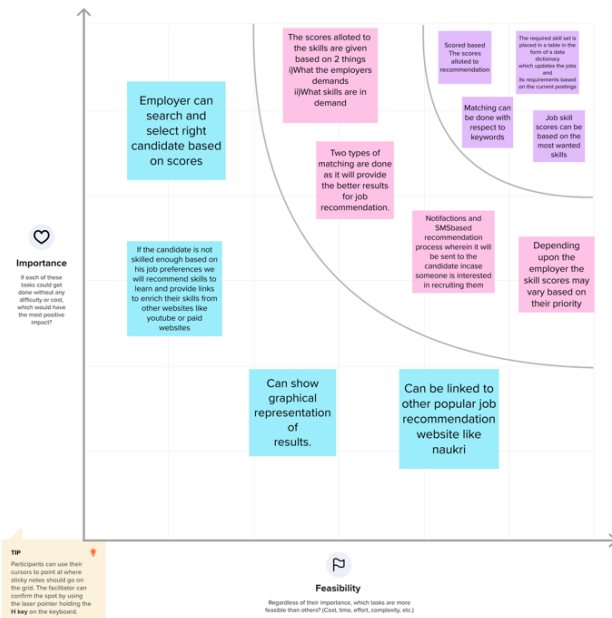 The scores alloted to
the skills are given
based on 2 things
i)What the employers
demands
ii)What skills are in
demand
Scored based
The scores
alloted to
recommendation
The required skill set is
placed in a table in the
form of a data
dictionary
which updates the jobs
and
its requirements based
on the current postings
Employer can
search and
select right
candidate based
on scores
Matching can
be done with
respect to
keywords
Job skill
scores can be
based on the
most wanted
skills
Two types of
matching are done
as it will provide
the better results
for job
recommendation.
Notifactions and
SMSbased
recommendation
process wherein it will
be sent to the
candidate incase
someone is interested
in recruiting them
Depending
upon the
employer the
skill scores may
vary based on
their priority
If the candidate is not
skilled enough based on
his job preferences we
will recommend skills to
learn and provide links
to enrich their skills from
other websites like
youtube or paid
websites
Importance
If each of these
tasks could get
done without any
difficulty or cost,
which would have
the most positive
impact?
Can show
graphical
representation
of
results.
Can be linked to
other popular job
recommendation
website like
naukri
TIP
Participants can use their
cursors to point at where
sticky notes should go on
the grid. The facilitator can
confirm the spot by using
the laser pointer holding the
H key on the keyboard.
Feasibility
Regardless of their importance, which tasks are more
feasible than others? (Cost, time, effort, complexity, etc.)